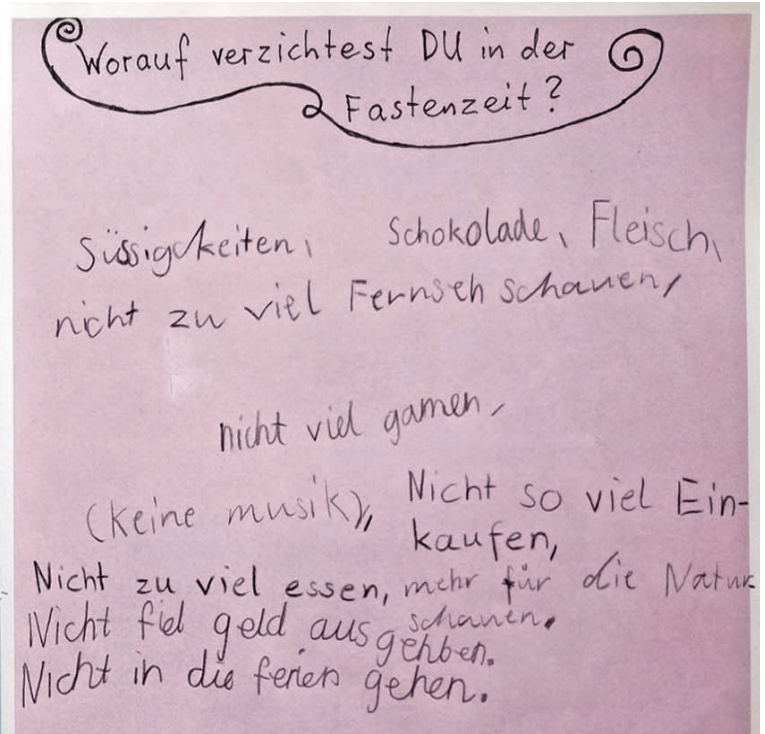 Worauf verzichtest DU in der
Fastenzeit?
Süssigkeiten, Schokolade, Fleisch,
nicht zu viel Fernseh schauen,
nicht viel gamen,
(keine musik), Nicht so viel Ein-
kaufen,
Nicht zu viel essen, mehr für die Natur
schauen.
Nicht fiel geld ausgehben.
Nicht in die ferien gehen.